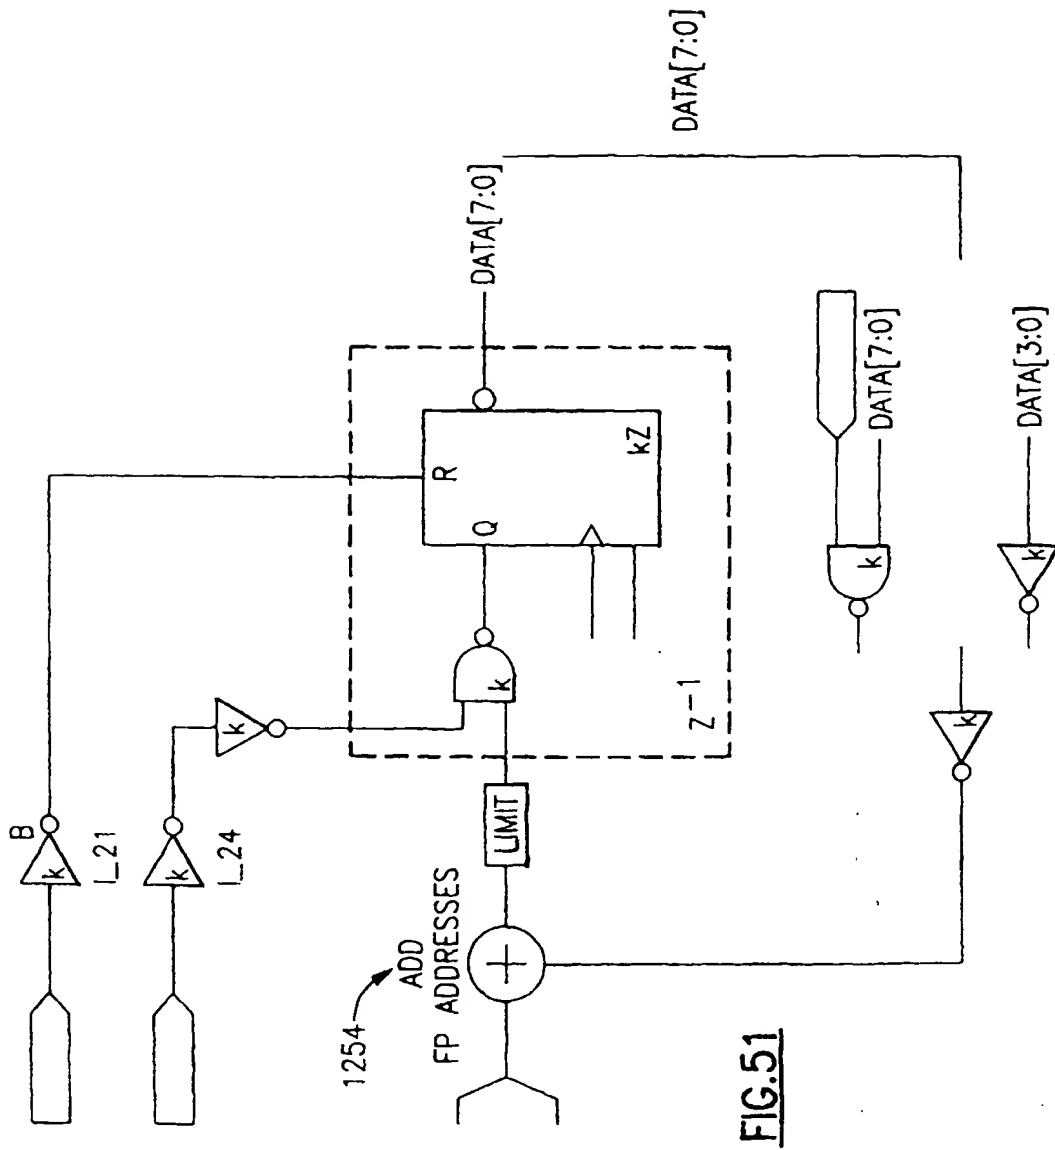 B
k
I_21
k
I_24
k
1254
ADD
FP ADDRESSES
+
LIMIT
k
Q
R
kZ
Z-1
DATA[7:0]
DATA[7:0]
k
DATA[7:0]
k
DATA[3:0]
k
FIG.51